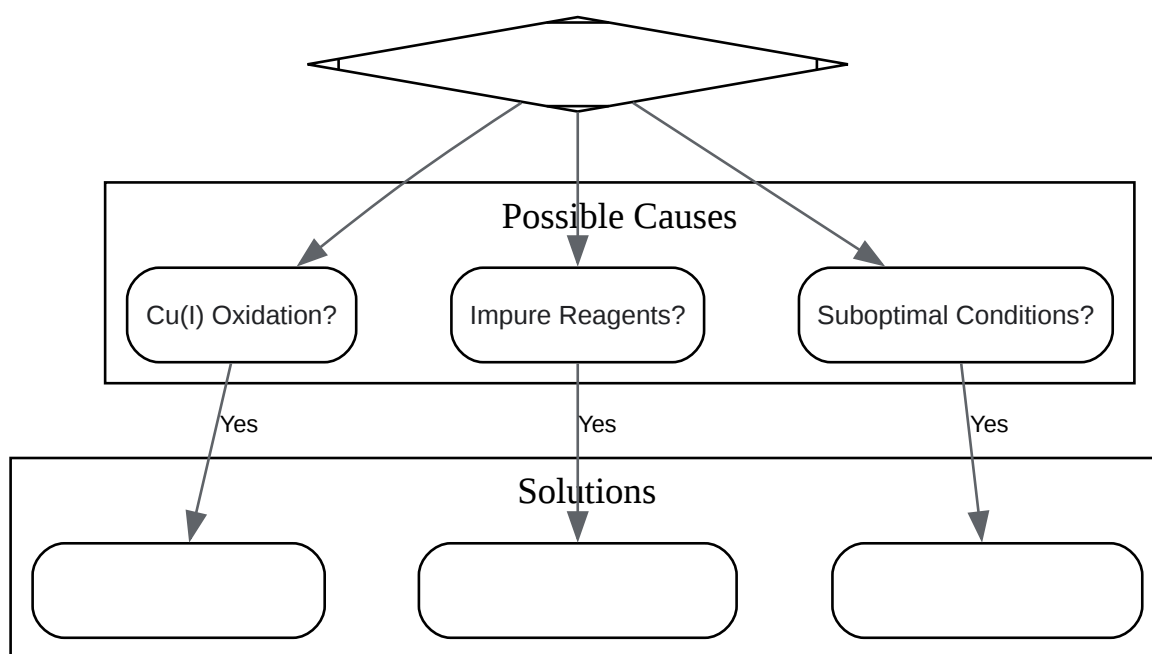 Possible Causes
Cu(I) Oxidation?
Impure Reagents?
Suboptimal Conditions?
Yes
Yes
Yes
Solutions